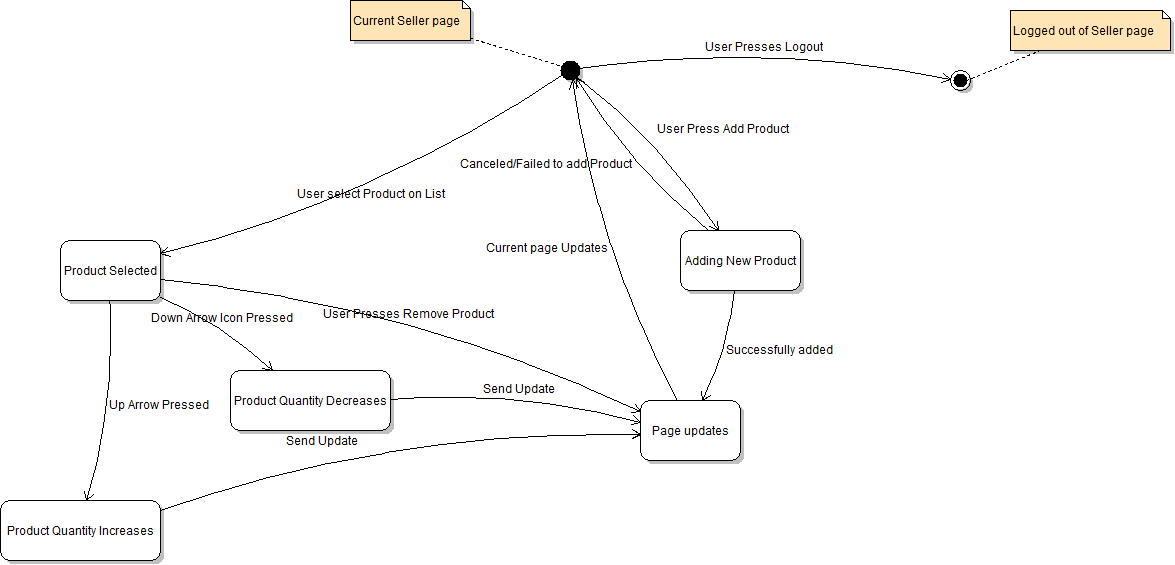 Current Seller page
Logged out of Seller page
User Presses Logout
User Press Add Product
Canceled/Failed to add Product
User select Product on List
Current page Updates
Adding New Product
Product Selected
Down Arrow Icon Pressed
User Presses Remove Product
Successfully added
Send Update
Product Quantity Decreases
Up Arrow Pressed
Page updates
Send Update
Product Quantity Increases